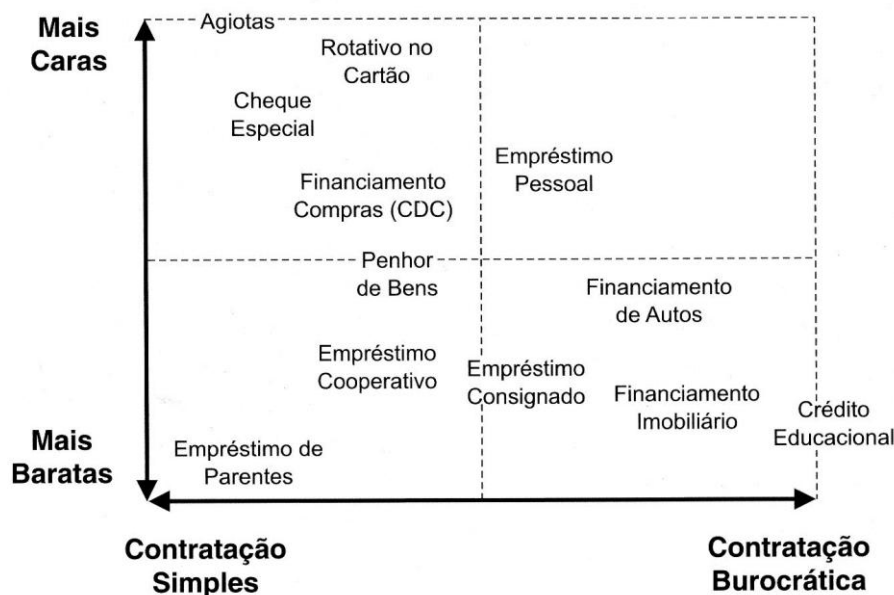 Mais
Caras
Agiotas
Rotativo no
Cartão
Cheque
Especial
Empréstimo
Pessoal
Financiamento
Compras (CDC)
Penhor
de Bens
Financiamento
de Autos
Empréstimo
Cooperativo
Empréstimo
Consignado
Financiamento
Imobiliário
Crédito
Educacional
Mais
Baratas
Empréstimo de
Parentes
Contratação
Simples
Contratação
Burocrática